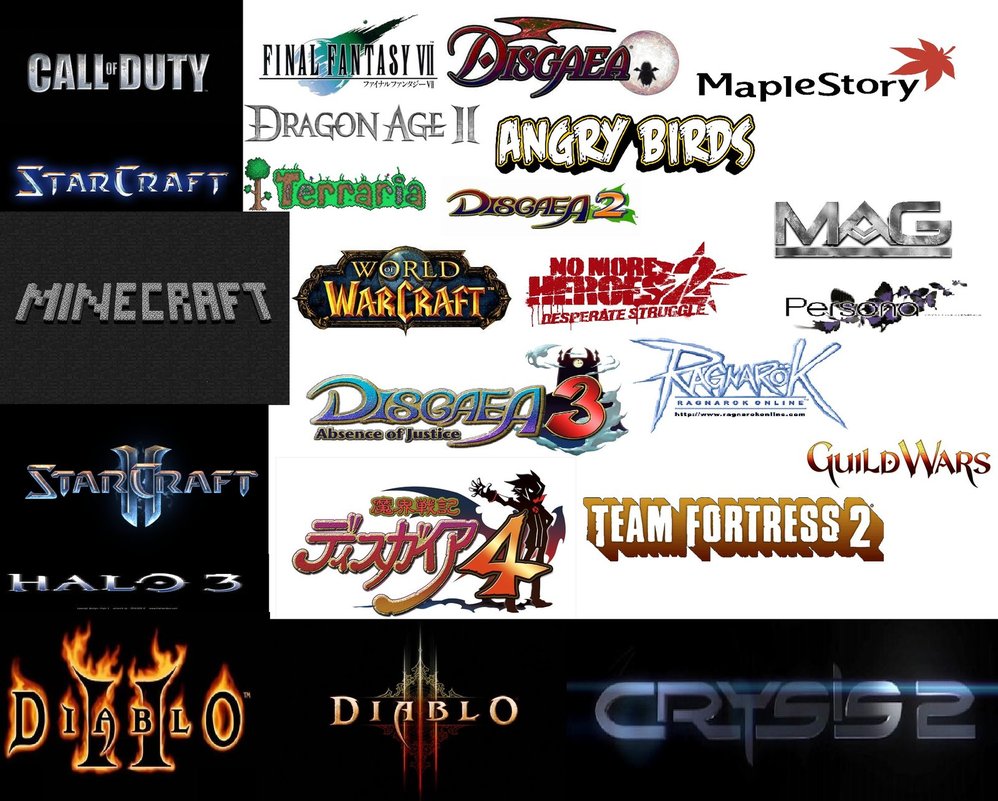 CALL OF DUTY
FINAL FANTASY VII
ファイナルファンタジーVII
DISGAEA
MapleStory
DRAGON AGE II
ANGRY BIRDS
STARCRAFT
Terraria
DISGAEA 2
MAG
MINECRAFT
WORLD OF WARCRAFT
NO MORE HEROES 2
DESPERATE STRUGGLE
Persona
DISGAEA 3
Absence of Justice
RAGNARÖK
RAGNAROK ONLINE™
http://www.ragnarokonline.com
STARCRAFT II
GUILD WARS
魔界戦記
ディスガイア4
TEAM FORTRESS 2
HALO 3
DIABLO II™
DIABLO III
CRYSIS 2